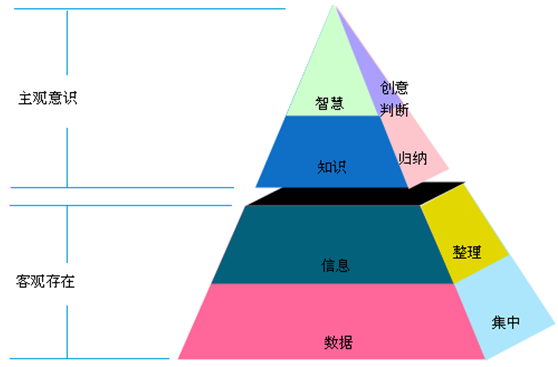 创意
智慧
判断
主观意识
归纳
知识
整理
信息
客观存在
集中
数据